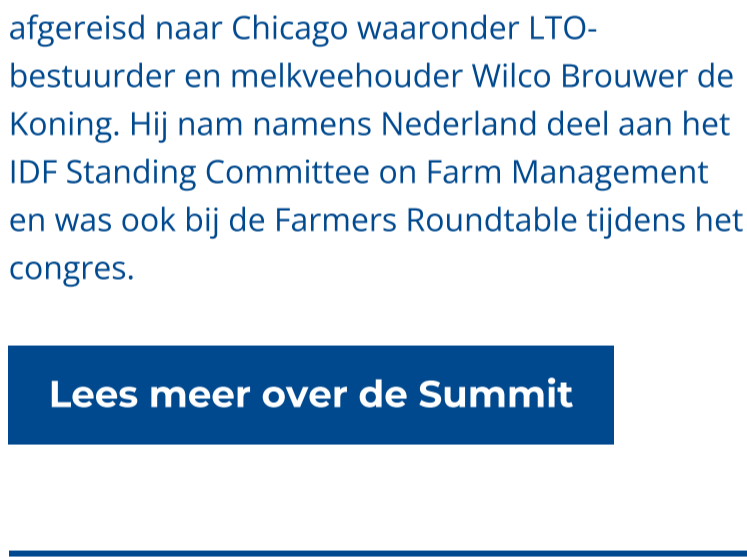 afgereisd naar Chicago waaronder LTO-
bestuurder en melkveehouder Wilco Brouwer de
Koning. Hij nam namens Nederland deel aan het
IDF Standing Committee on Farm Management
en was ook bij de Farmers Roundtable tijdens het
congres.
Lees meer over de Summit